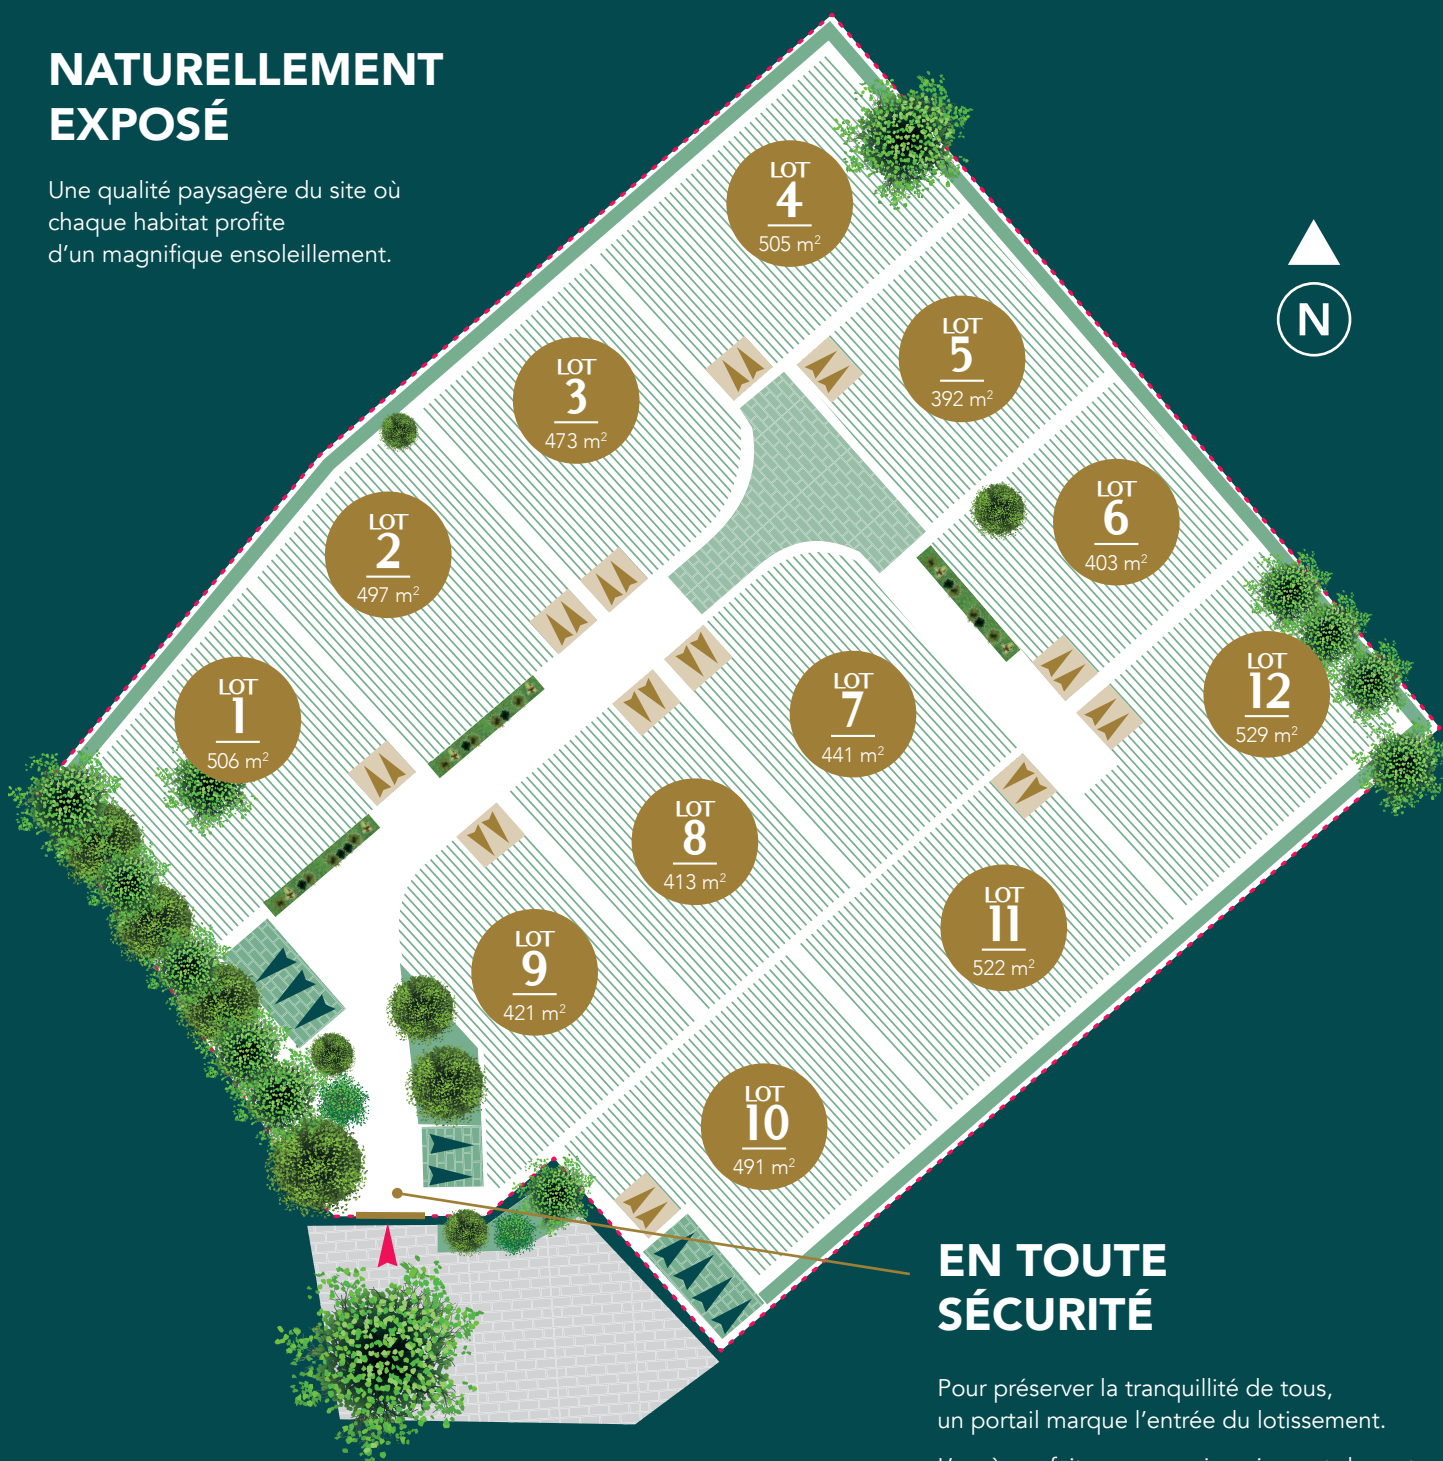 NATURELLEMENT
EXPOSÉ
Une qualité paysagère du site où
chaque habitat profite
d'un magnifique ensoleillement.
N
LOT
4
505 m²
LOT
5
392 m²
LOT
3
473 m²
LOT
6
403 m²
LOT
2
497 m²
LOT
12
529 m²
LOT
1
506 m²
LOT
7
441 m²
LOT
8
413 m²
LOT
11
522 m²
LOT
9
421 m²
LOT
10
491 m²
EN TOUTE
SÉCURITÉ
Pour préserver la tranquillité de tous,
un portail marque l'entrée du lotissement.